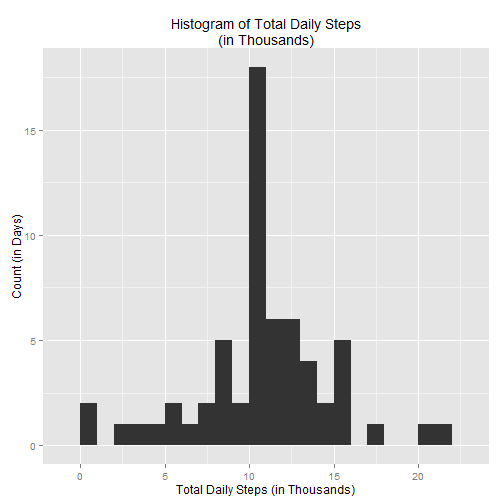 Histogram of Total Daily Steps
(in Thousands)
Count (in Days)
15
10
5
0
0 5 10 15 20
Total Daily Steps (in Thousands)